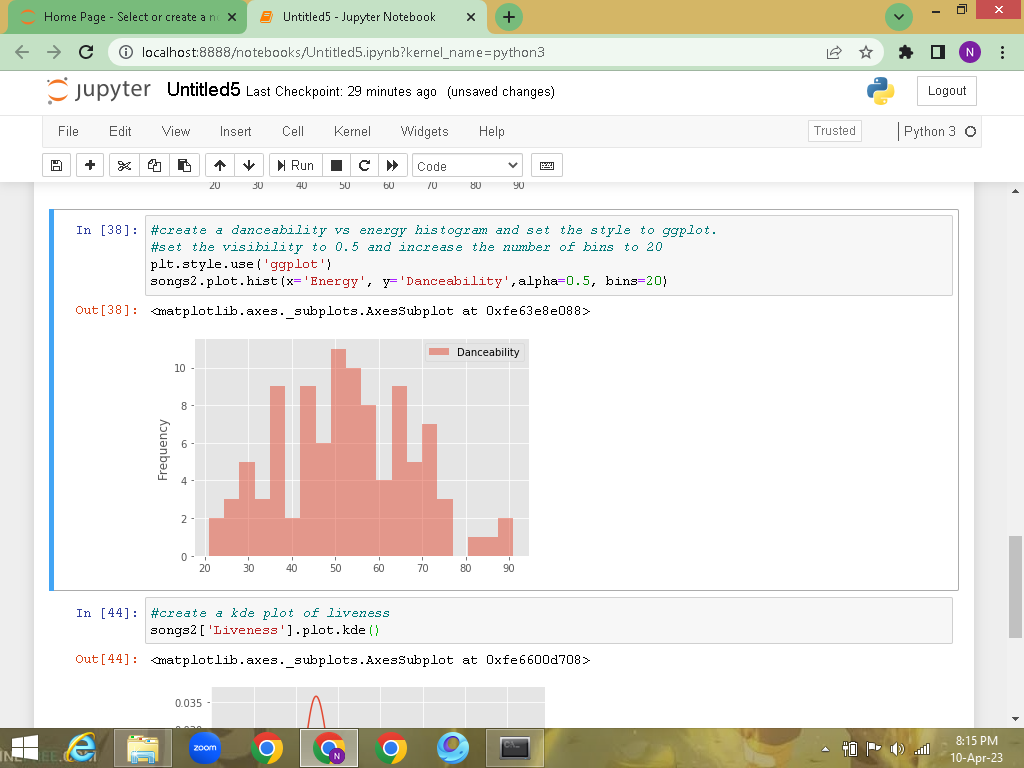 Home Page - Select or create a n
Untitled5 - Jupyter Notebook
localhost:8888/notebooks/Untitled5.ipynb?kernel_name=python3
N
jupyter Untitled5 Last Checkpoint: 29 minutes ago (unsaved changes)
Logout
File Edit View Insert Cell Kernel Widgets Help
Trusted
Python 3
Run
Code
20 30 40 50 60 70 80 90
In [38]:
#create a danceability vs energy histogram and set the style to ggplot.
#set the visibility to 0.5 and increase the number of bins to 20
plt.style.use('ggplot')
songs2.plot.hist(x='Energy', y='Danceability',alpha=0.5, bins=20)
Out[38]: <matplotlib.axes._subplots.AxesSubplot at 0xfe63e8e088>
Danceability
10
8
6
4
2
0
Frequency
20 30 40 50 60 70 80 90
In [44]:
#create a kde plot of liveness
songs2['Liveness'].plot.kde()
Out[44]: <matplotlib.axes._subplots.AxesSubplot at 0xfe6600d708>
0.035
zoom
N
8:15 PM
10-Apr-23